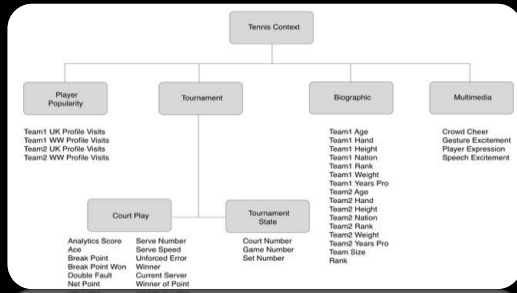 Tennis Context
Player
Popularity
Tournament
Biographic
Multimedia
Team1 UK Profile Visits
Team1 WW Profile Visits
Team2 UK Profile Visits
Team2 WW Profile Visits
Team1 Age
Team1 Hand
Team1 Height
Team1 Nation
Team1 Rank
Team1 Weight
Team1 Years Pro
Team2 Age
Team2 Hand
Team2 Height
Team2 Nation
Team2 Rank
Team2 Weight
Team2 Years Pro
Team Size
Rank
Crowd Cheer
Gesture Excitement
Player Expression
Speech Excitement
Court Play
Tournament
State
Analytics Score
Ace
Break Point
Break Point Won
Double Fault
Net Point
Serve Number
Serve Speed
Unforced Error
Winner
Current Server
Winner of Point
Court Number
Game Number
Set Number